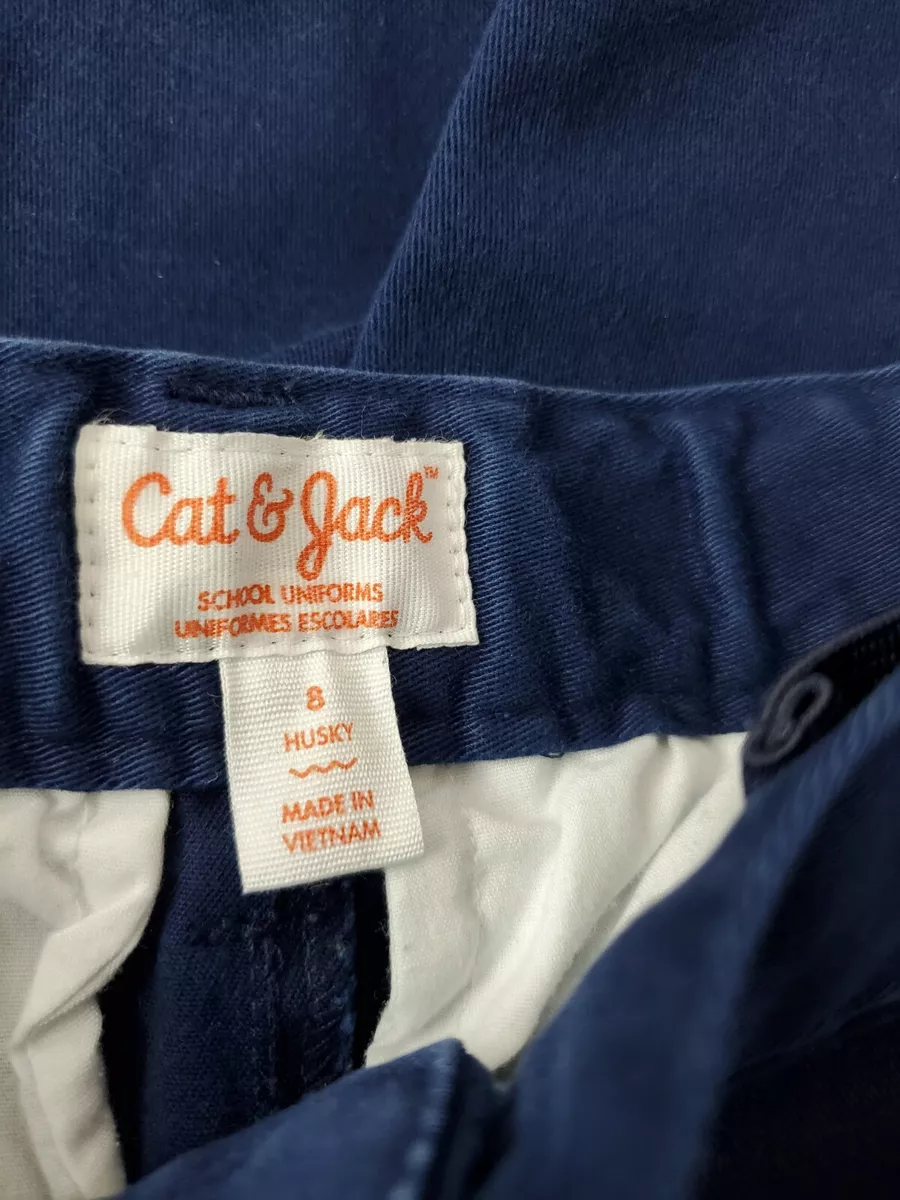 Cat & Jack™
SCHOOL UNIFORMS
UNIFORMES ESCOLARES
8
HUSKY
MADE IN
VIETNAM